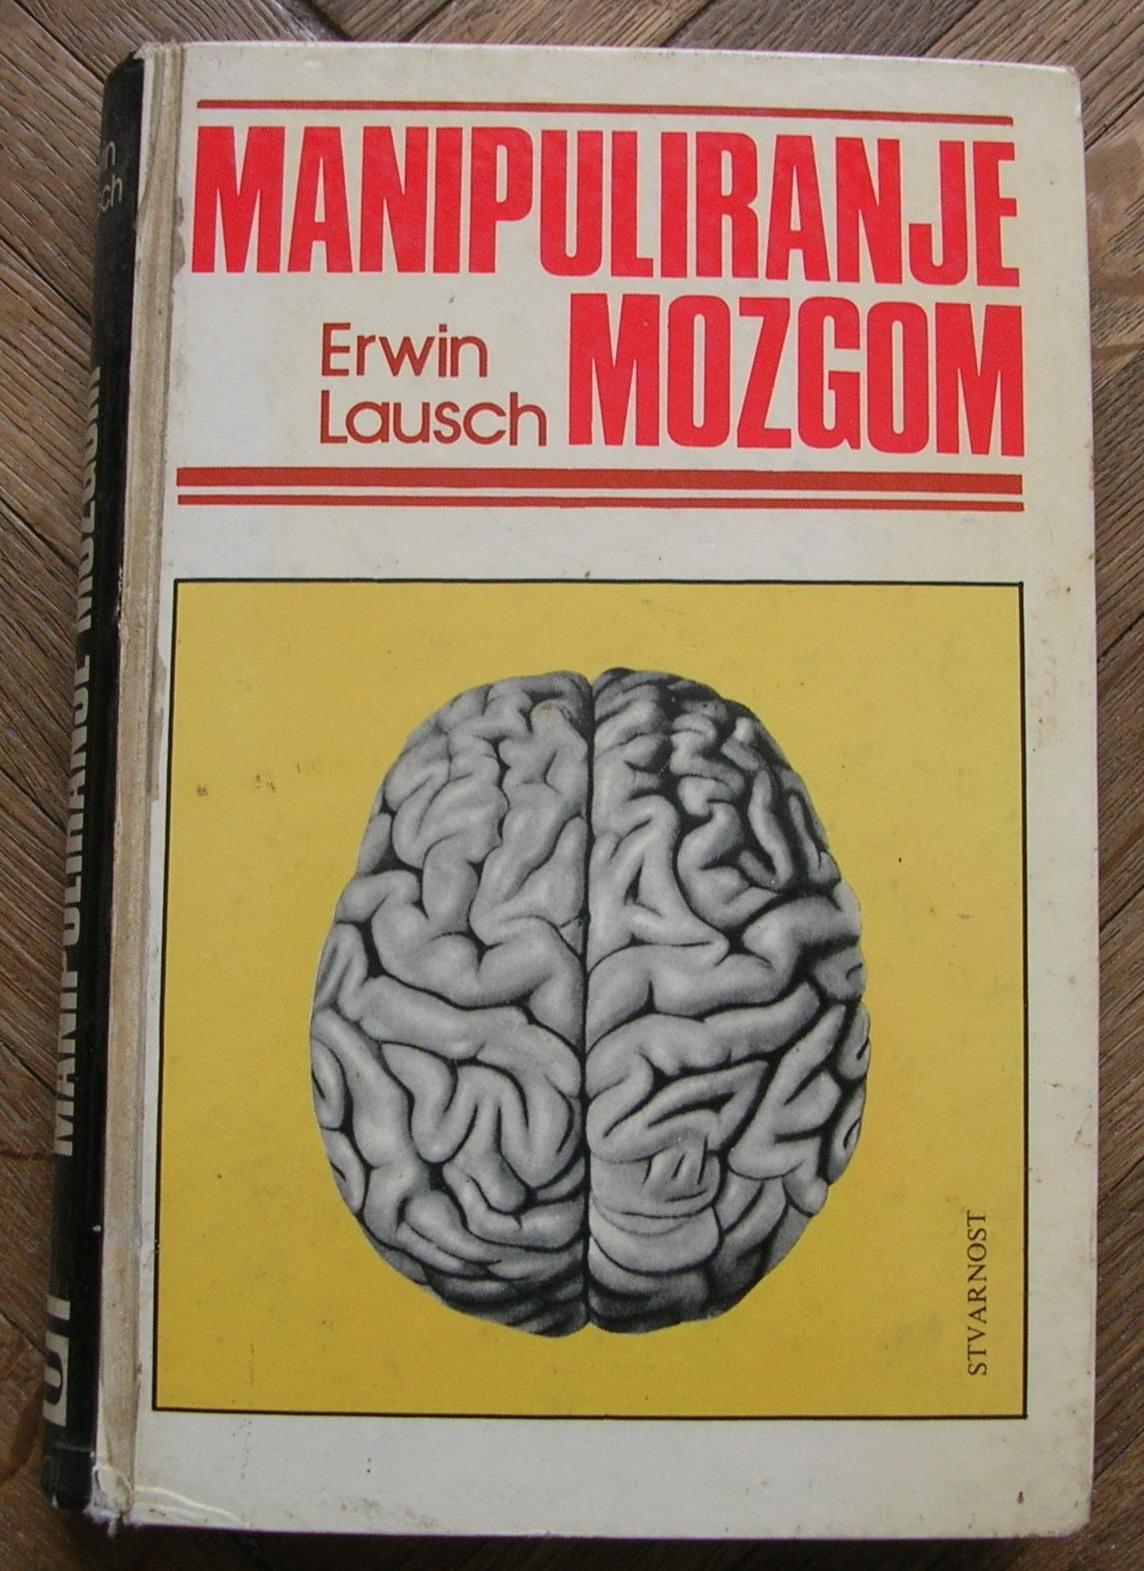 MANIPULIRANJE
Erwin
Lausch
MOZGOM
STVARNOST
MANIPULIRANJE MOZGOM